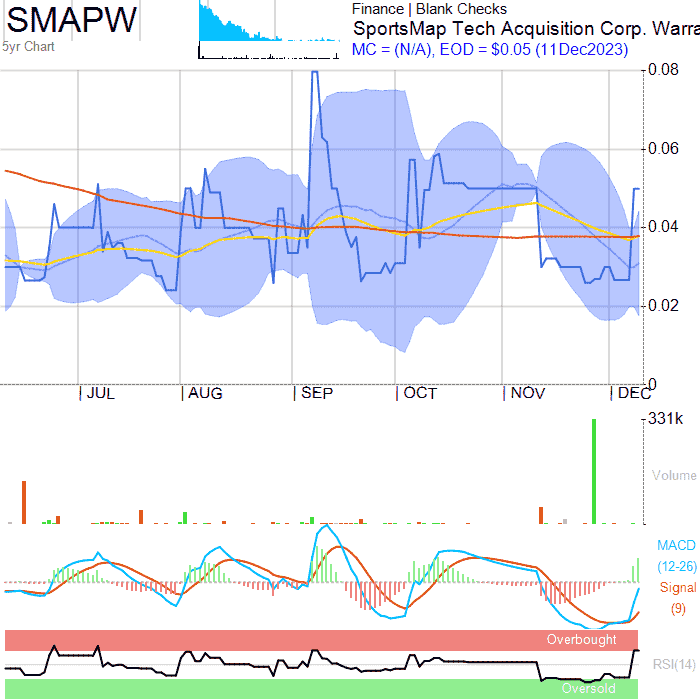 SMAPW
5yr Chart
Finance | Blank Checks
SportsMap Tech Acquisition Corp. Warra
MC = (N/A), EOD = $0.05 (11Dec2023)
0.08
0.06
0.04
0.02
0
JUL AUG SEP OCT NOV DEC
331k
Volume
MACD
(12-26)
Signal
(9)
Overbought
RSI(14)
Oversold